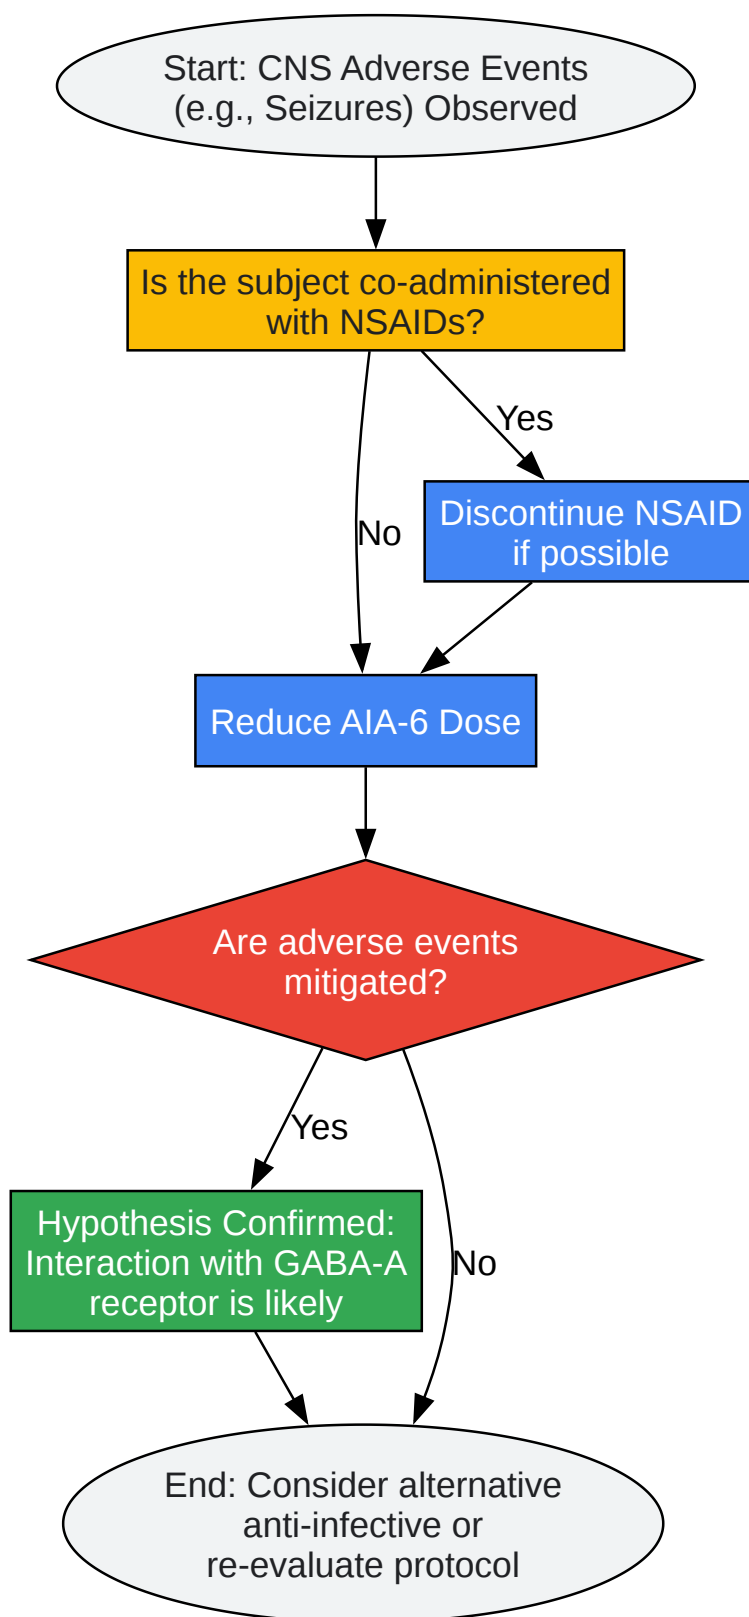 Start: CNS Adverse Events
(e.g., Seizures) Observed
Is the subject co-administered
with NSAIDs?
Yes
Discontinue NSAID
if possible
No
Reduce AIA-6 Dose
Are adverse events
mitigated?
Yes
Hypothesis Confirmed:
Interaction with GABA-A
receptor is likely
No
End: Consider alternative
anti-infective or
re-evaluate protocol